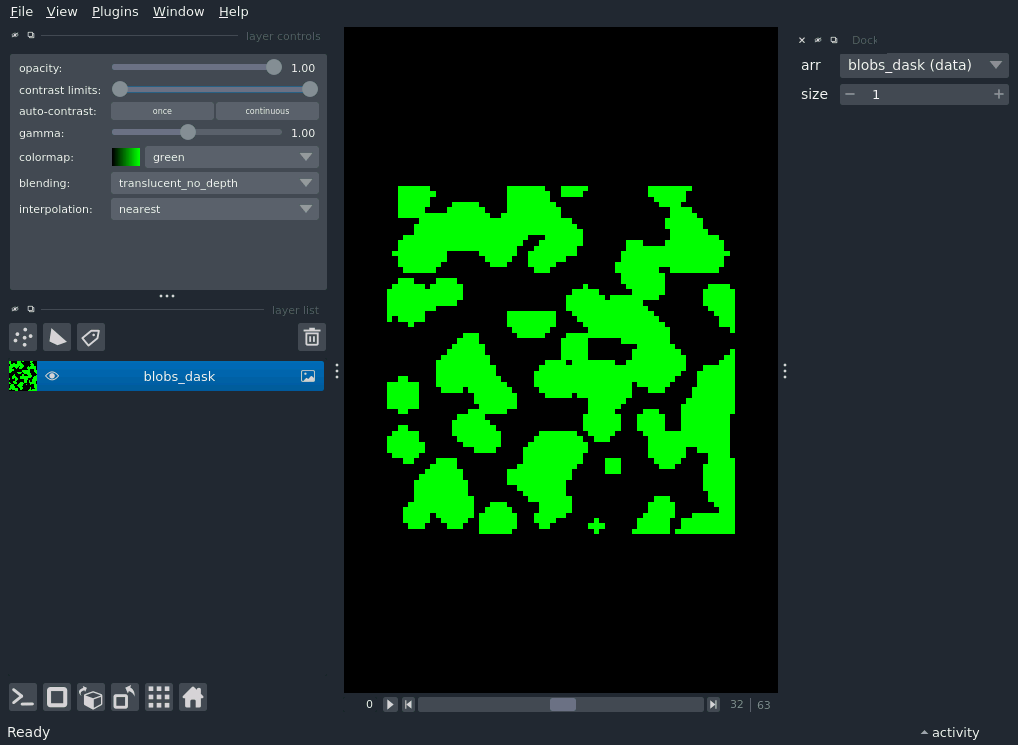 File View Plugins Window Help
layer controls
opacity: 1.00
contrast limits:
auto-contrast: once continuous
gamma: 1.00
colormap: green
blending: translucent_no_depth
interpolation: nearest
layer list
blobs_dask
0 32 | 63
Ready
activity
Dock
arr blobs_dask (data)
size 1